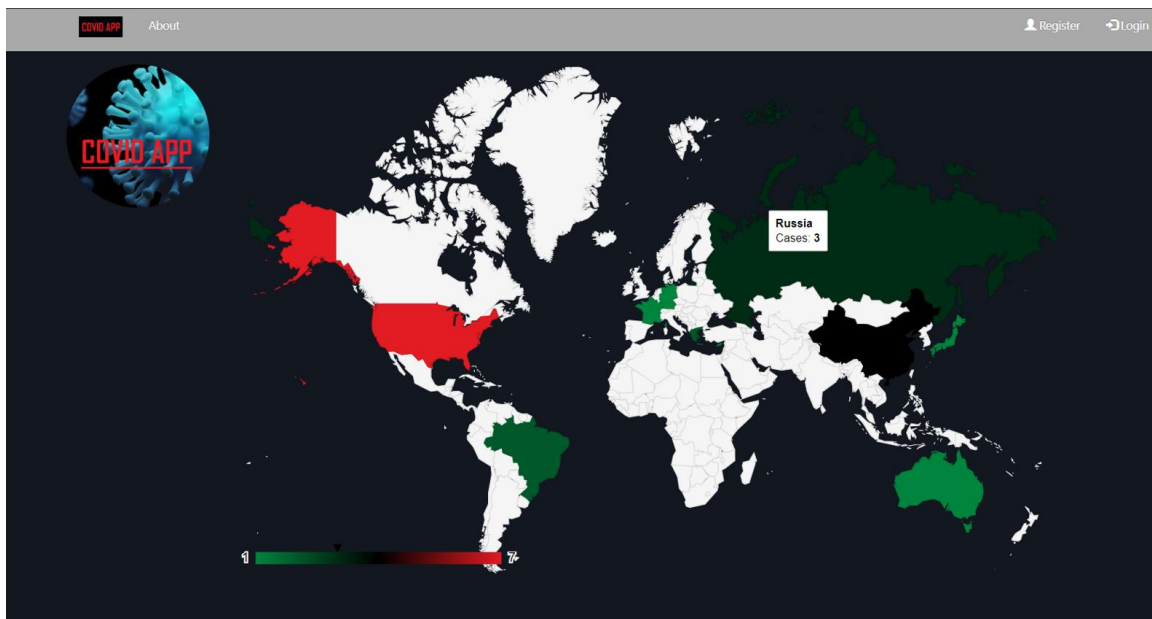 COVID APP
About
Register
Login
COVID APP
Russia
Cases: 3
1
7